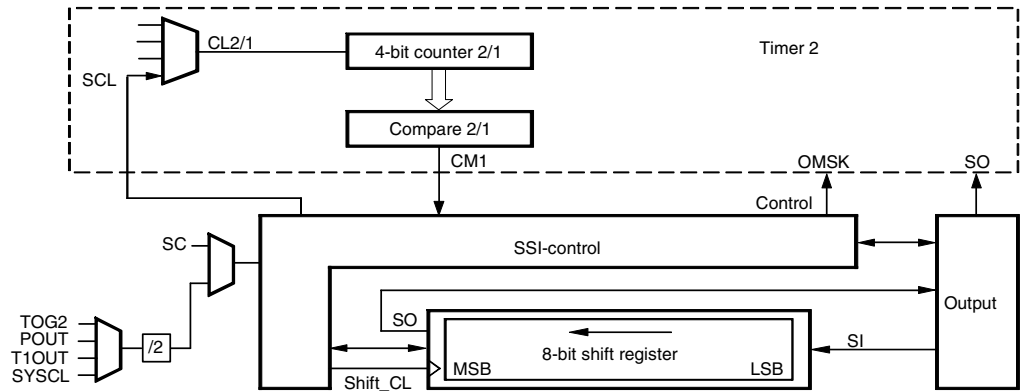 CL2/1
4-bit counter 2/1
Timer 2
SCL
Compare 2/1
CM1
OMSK
SO
Control
SC
SSI-control
TOG2
POUT
T1OUT
SYSCL
/2
SO
Output
8-bit shift register
MSB
LSB
SI
Shift_CL